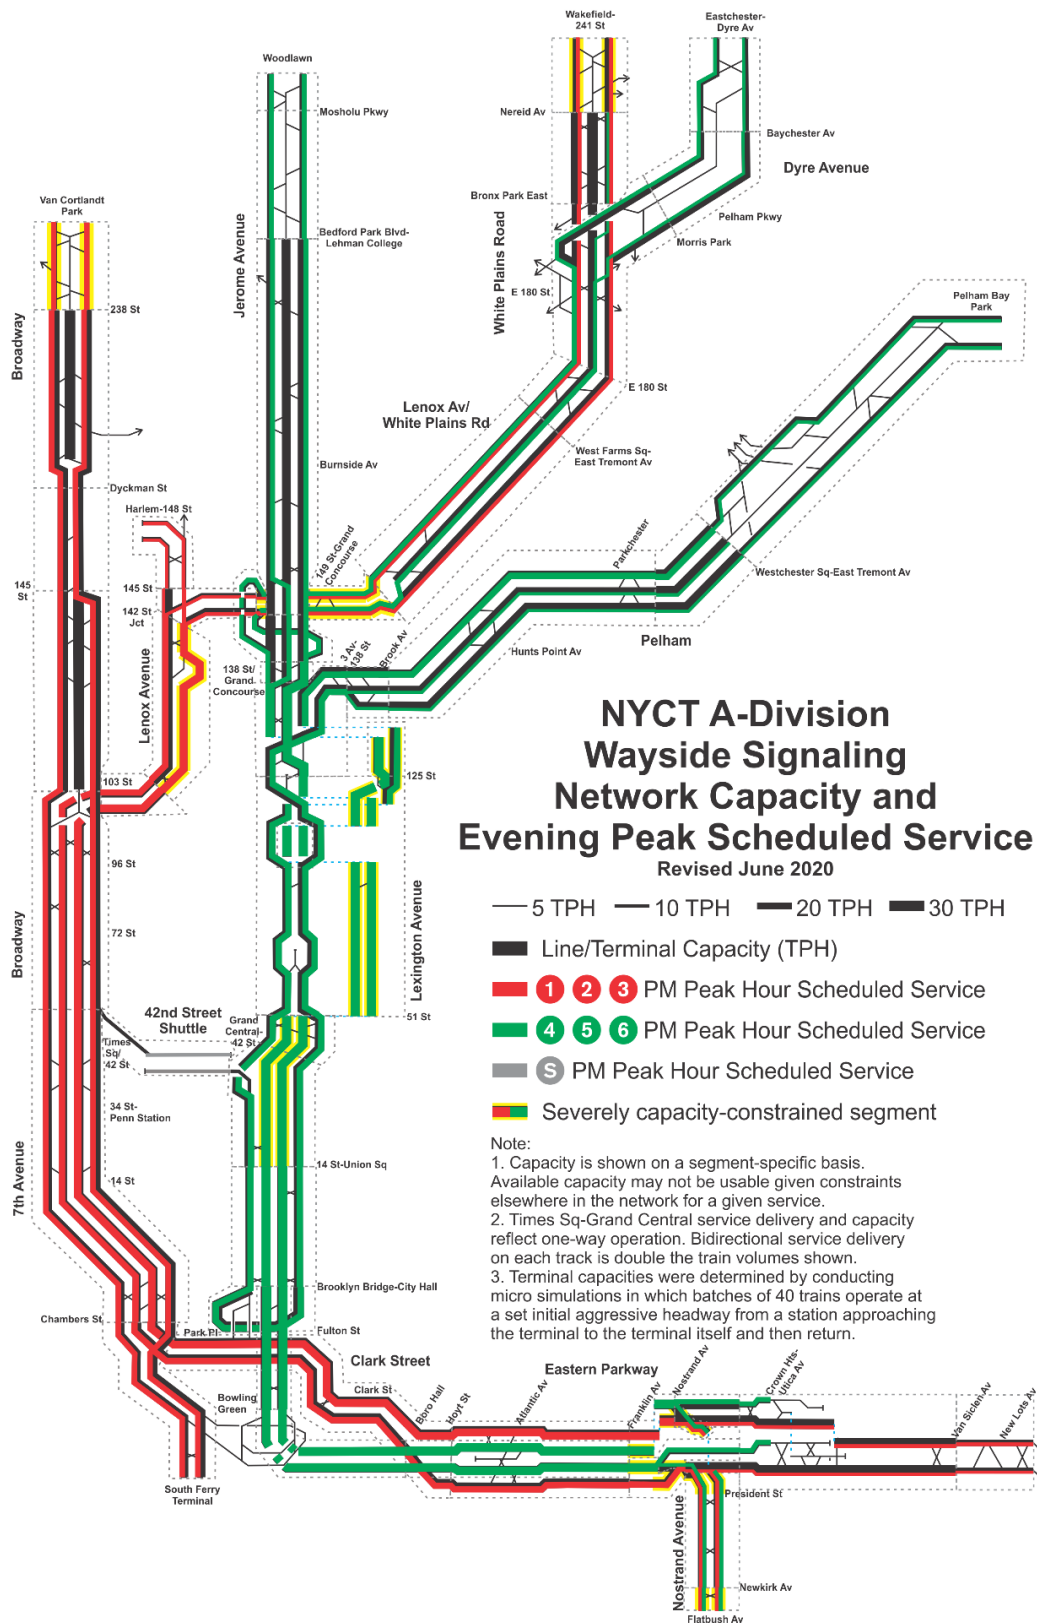 Wakefield-
241 St
Eastchester-
Dyre Av
Woodlawn
Mosholu Pkwy
Nereid Av
Baychester Av
Dyre Avenue
Van Cortlandt
Park
Bronx Park East
Pelham Pkwy
Jerome Avenue
Bedford Park Blvd-
Lehman College
White Plains Road
Morris Park
E 180 St
Pelham Bay
Park
238 St
Broadway
E 180 St
Lenox Av/
White Plains Rd
West Farms Sq-
East Tremont Av
Burnside Av
Dyckman St
Harlem-148 St
149 St-Grand
Concourse
Parkchester
Westchester Sq-East Tremont Av
145
St
145 St
142 St
Jct
Pelham
Hunts Point Av
3 Av-
138 St
Brook Av
138 St/
Grand
Concourse
Lenox Avenue
NYCT A-Division
Wayside Signaling
Network Capacity and
Evening Peak Scheduled Service
Revised June 2020
103 St
125 St
96 St
72 St
Broadway
Lexington Avenue
5 TPH
10 TPH
20 TPH
30 TPH
Line/Terminal Capacity (TPH)
1 2 3 PM Peak Hour Scheduled Service
4 5 6 PM Peak Hour Scheduled Service
S PM Peak Hour Scheduled Service
Severely capacity-constrained segment
42nd Street
Shuttle
Grand
Central-
42 St
51 St
Times
Sq/
42 St
34 St-
Penn Station
7th Avenue
14 St
14 St-Union Sq
Note:
1. Capacity is shown on a segment-specific basis.
Available capacity may not be usable given constraints
elsewhere in the network for a given service.
2. Times Sq-Grand Central service delivery and capacity
reflect one-way operation. Bidirectional service delivery
on each track is double the train volumes shown.
3. Terminal capacities were determined by conducting
micro simulations in which batches of 40 trains operate at
a set initial aggressive headway from a station approaching
the terminal to the terminal itself and then return.
Brooklyn Bridge-City Hall
Chambers St
Park Pl
Fulton St
Clark Street
Eastern Parkway
Clark St
Bowling
Green
Boro Hall
Hoyt St
Atlantic Av
Franklin Av
Nostrand Av
Crown Hts-
Utica Av
Van Siclen Av
New Lots Av
South Ferry
Terminal
President St
Nostrand Avenue
Newkirk Av
Flatbush Av